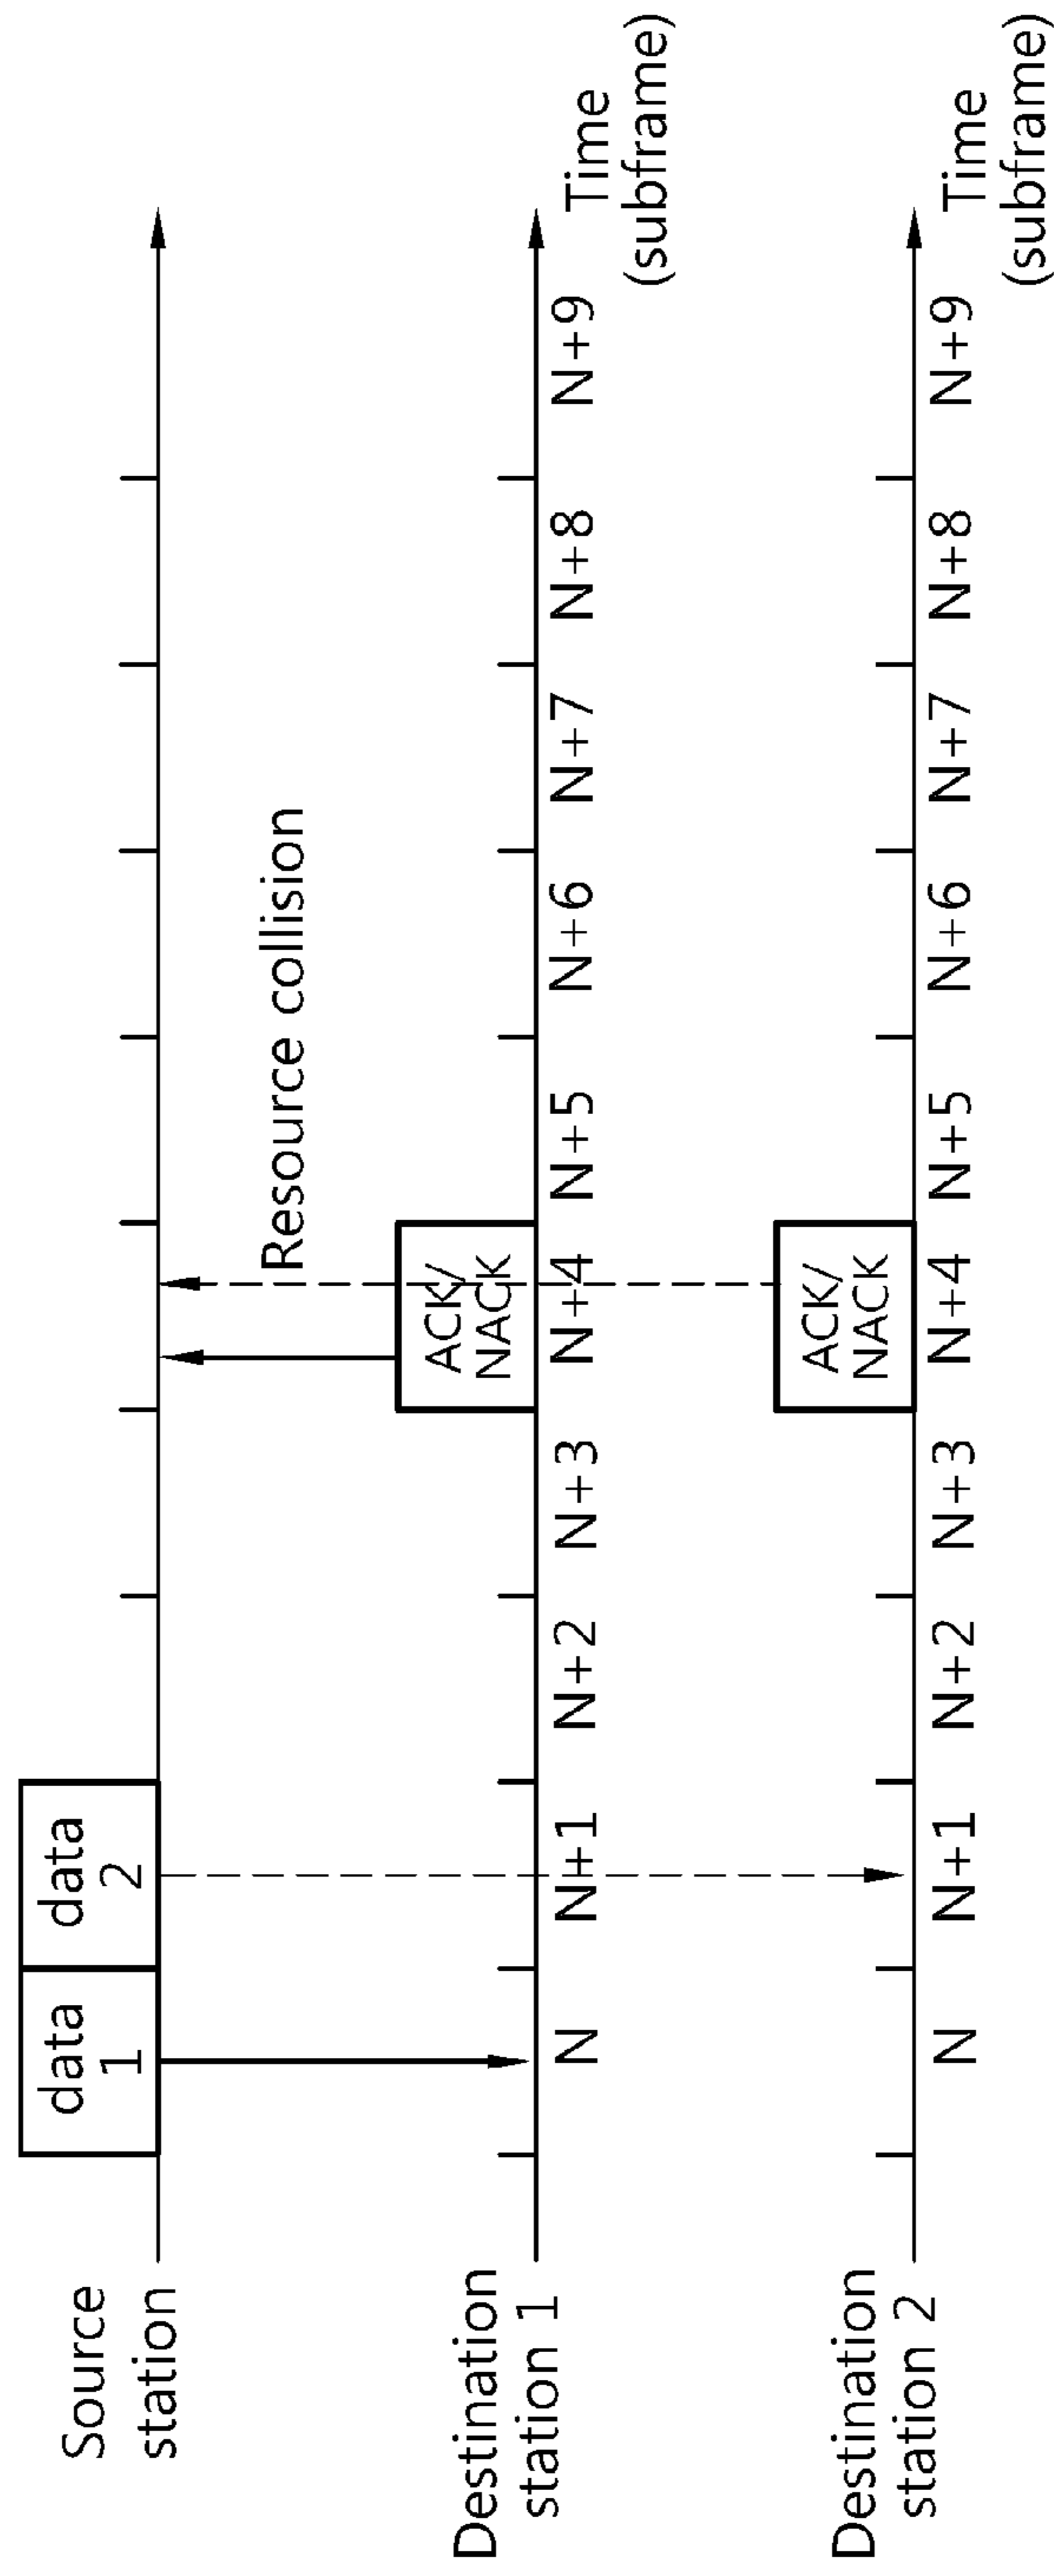 Source
station
data
1
data
2
Resource collision
Destination
station 1
ACK/
NACK
N
N+1
N+2
N+3
N+4
N+5
N+6
N+7
N+8
N+9
Time
(subframe)
Destination
station 2
ACK/
NACK
N
N+1
N+2
N+3
N+4
N+5
N+6
N+7
N+8
N+9
Time
(subframe)